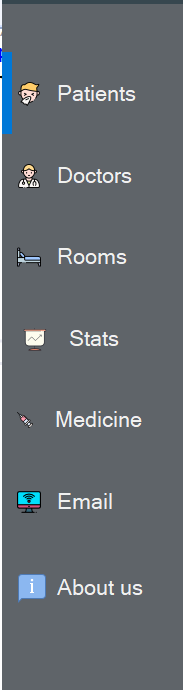 Patients
Doctors
Rooms
Stats
Medicine
Email
i About us